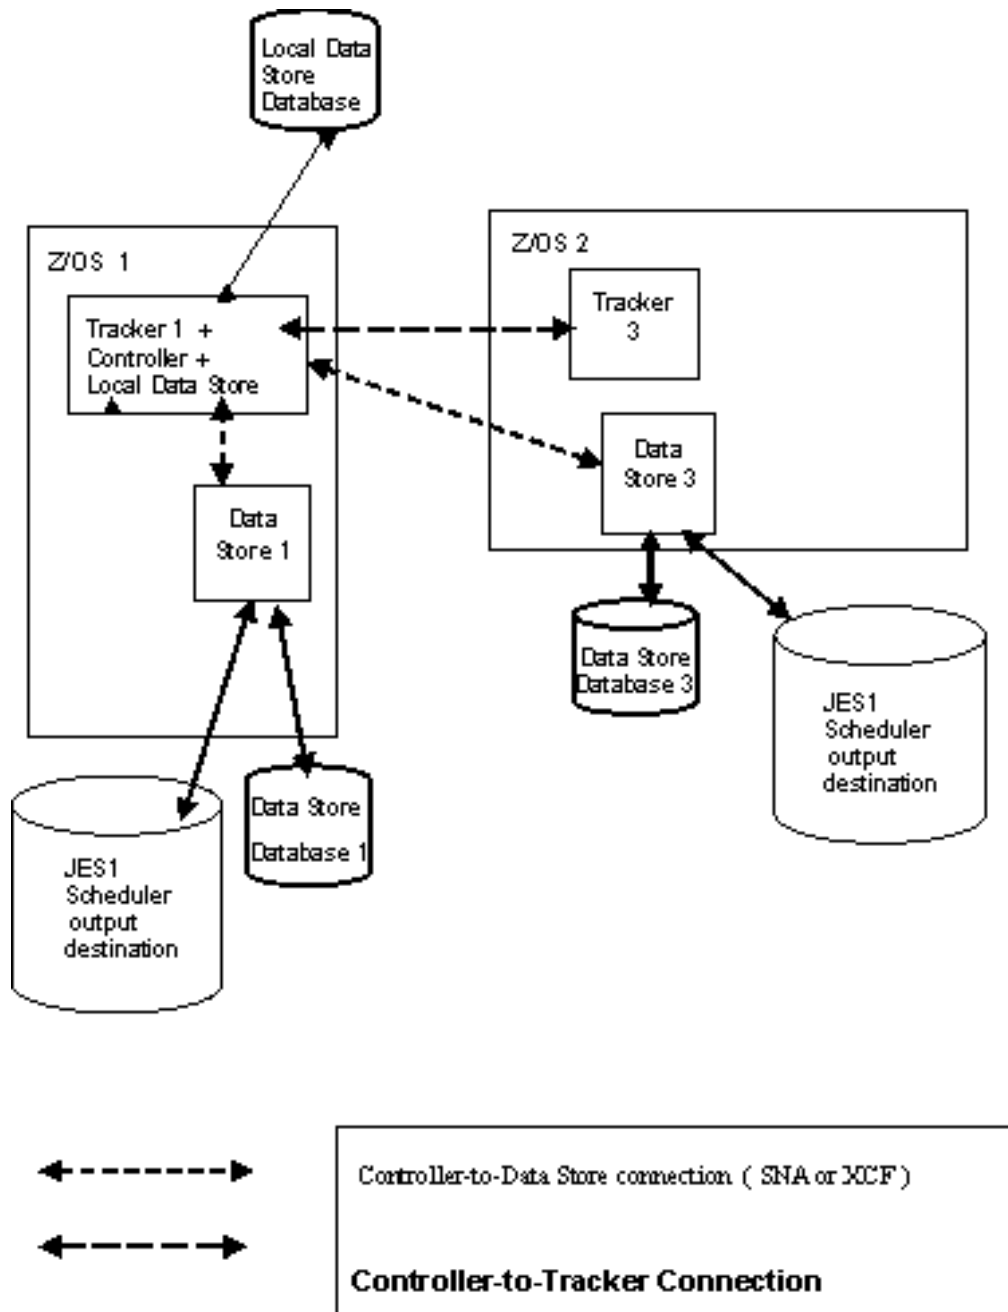 Local Data
Store
Database
Z/OS 1
Tracker 1 +
Controller +
Local Data Store
Data
Store 1
Z/OS 2
Tracker
3
Data
Store 3
Data Store
Database 3
JES1
Scheduler
output
destination
Data Store
Database 1
JES1
Scheduler
output
destination
Controller-to-Data Store connection ( SNA or XCF )
Controller-to-Tracker Connection